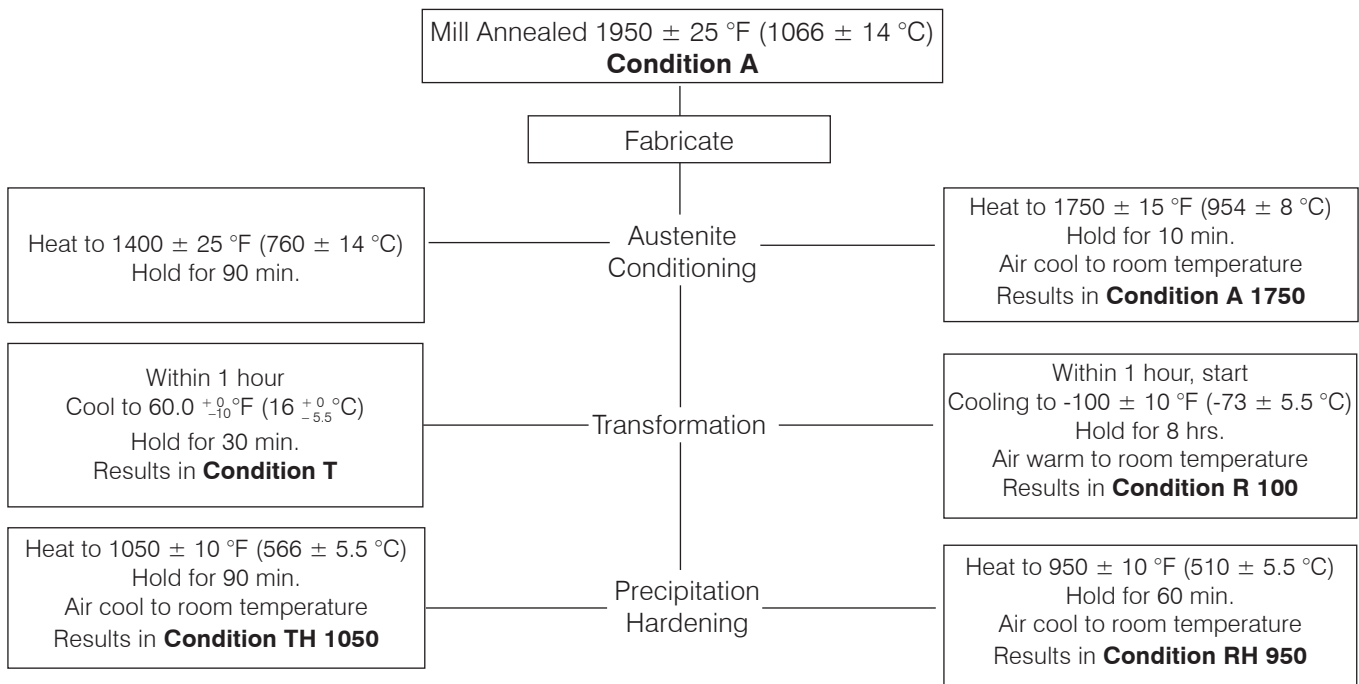 Mill Annealed 1950 ± 25 °F (1066 ± 14 °C)
Condition A
Fabricate
Heat to 1400 ± 25 °F (760 ± 14 °C)
Hold for 90 min.
Austenite
Conditioning
Heat to 1750 ± 15 °F (954 ± 8 °C)
Hold for 10 min.
Air cool to room temperature
Results in Condition A 1750
Within 1 hour
Cool to 60.0 +0 −10 °F (16 +0 −5.5 °C)
Hold for 30 min.
Results in Condition T
Transformation
Within 1 hour, start
Cooling to -100 ± 10 °F (-73 ± 5.5 °C)
Hold for 8 hrs.
Air warm to room temperature
Results in Condition R 100
Heat to 1050 ± 10 °F (566 ± 5.5 °C)
Hold for 90 min.
Air cool to room temperature
Results in Condition TH 1050
Precipitation
Hardening
Heat to 950 ± 10 °F (510 ± 5.5 °C)
Hold for 60 min.
Air cool to room temperature
Results in Condition RH 950